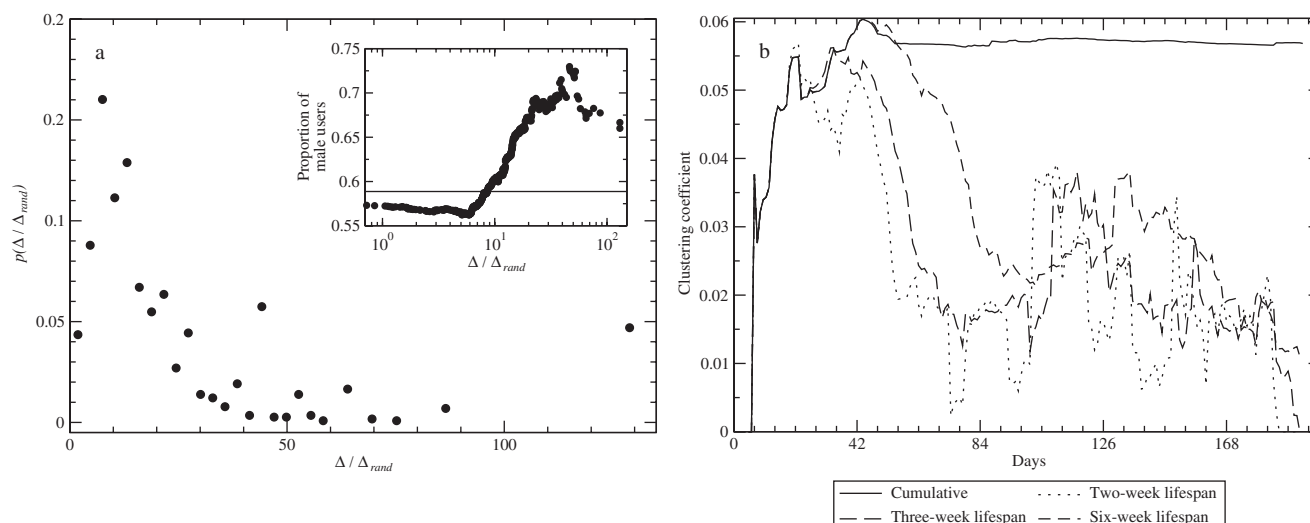 a
0.2
0.2
0.1
0.05
0
p(Δ / Δrand)
0
50
100
Δ / Δrand
0.75
0.7
0.65
0.6
0.55
Proportion of
male users
10^0
10^1
10^2
Δ / Δrand
b
0.06
0.05
0.04
0.03
0.02
0.01
0
Clustering coefficient
0
42
84
126
168
Days
Cumulative
Two-week lifespan
Three-week lifespan
Six-week lifespan